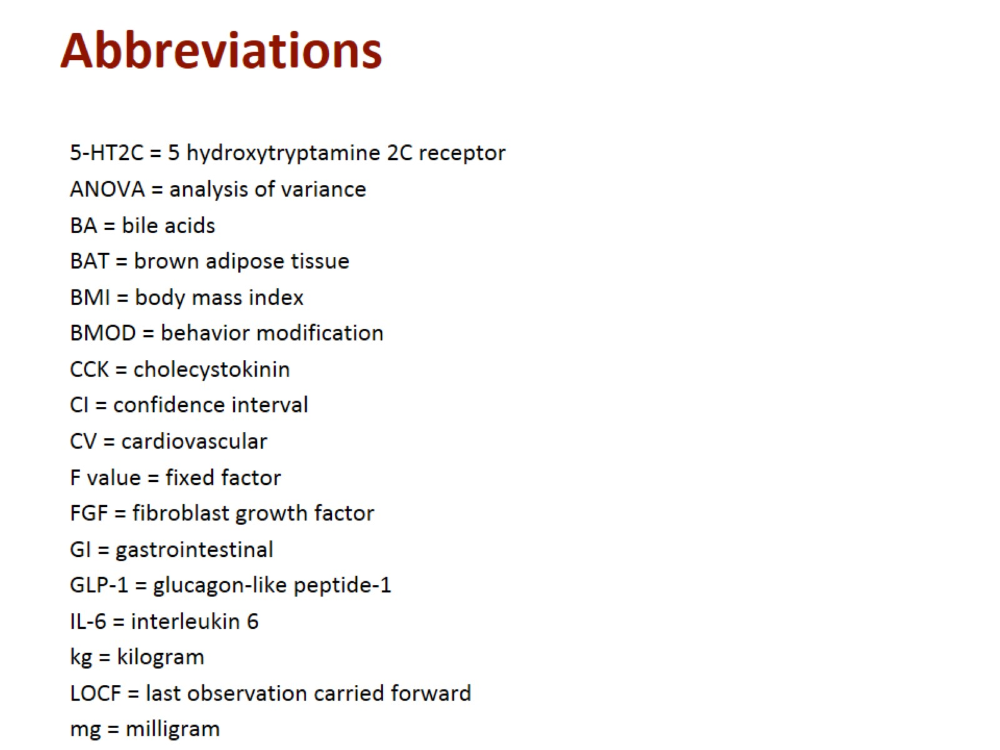 Abbreviations
5-HT2C = 5 hydroxytryptamine 2C receptor
ANOVA = analysis of variance
BA = bile acids
BAT = brown adipose tissue
BMI = body mass index
BMOD = behavior modification
CCK = cholecystokinin
CI = confidence interval
CV = cardiovascular
F value = fixed factor
FGF = fibroblast growth factor
GI = gastrointestinal
GLP-1 = glucagon-like peptide-1
IL-6 = interleukin 6
kg = kilogram
LOCF = last observation carried forward
mg = milligram